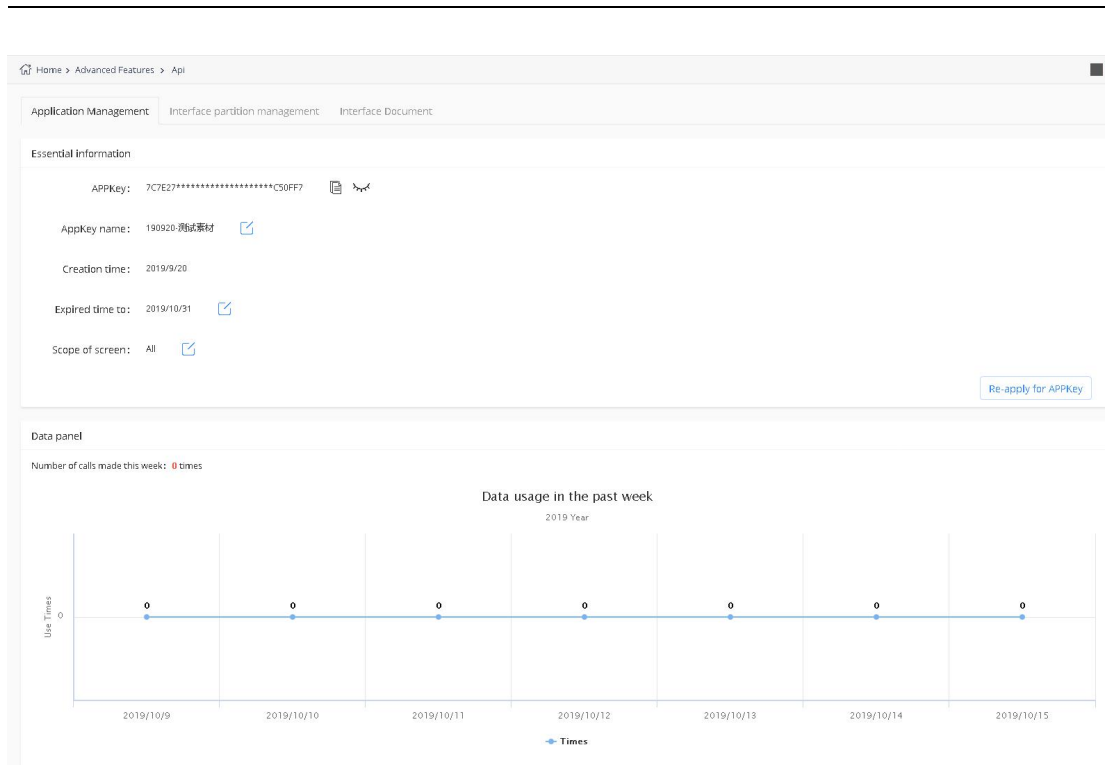 Home > Advanced Features > Api
Application Management Interface partition management Interface Document
Essential information
APPKey: 7C7E27********************C50FF7
AppKey name: 190920-测试素材
Creation time: 2019/9/20
Expired time to: 2019/10/31
Scope of screen: All
Re-apply for APPKey
Data panel
Number of calls made this week: 0 times
Data usage in the past week
2019 Year
Use Times
0
0 0 0 0 0 0 0
2019/10/9 2019/10/10 2019/10/11 2019/10/12 2019/10/13 2019/10/14 2019/10/15
Times